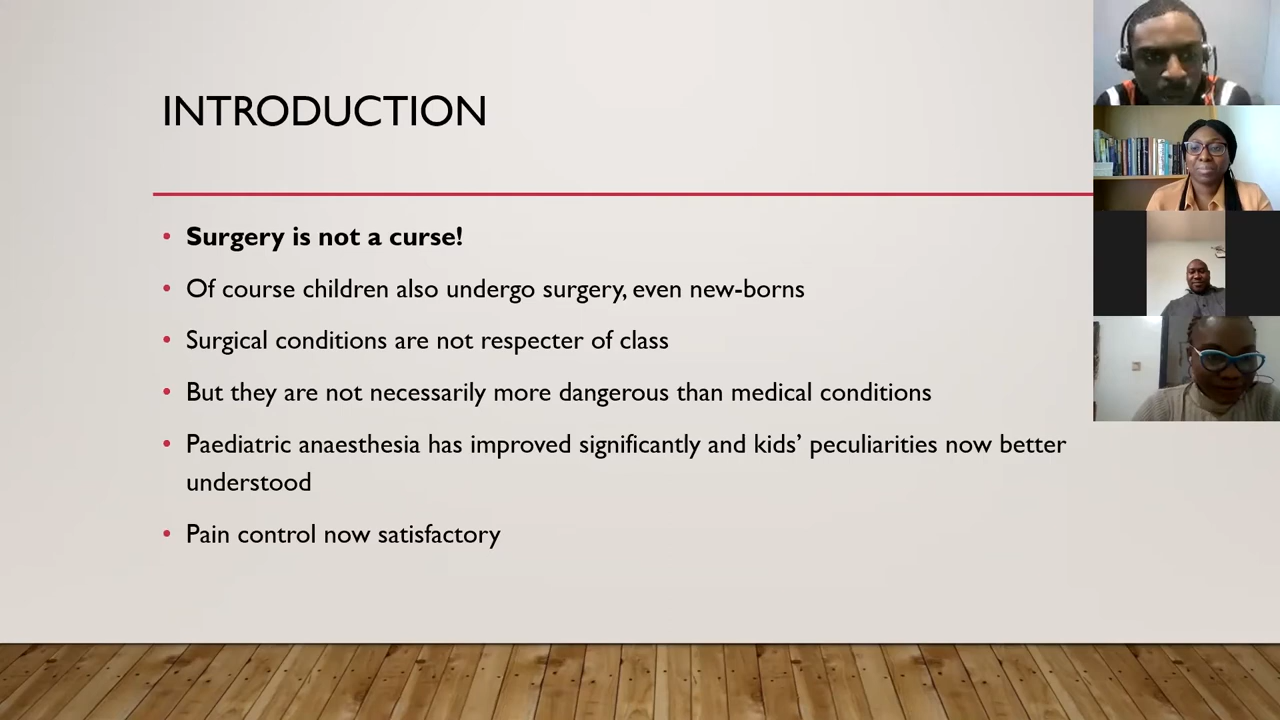 INTRODUCTION
• Surgery is not a curse!
• Of course children also undergo surgery, even new-borns
• Surgical conditions are not respecter of class
• But they are not necessarily more dangerous than medical conditions
• Paediatric anaesthesia has improved significantly and kids’ peculiarities now better
understood
• Pain control now satisfactory